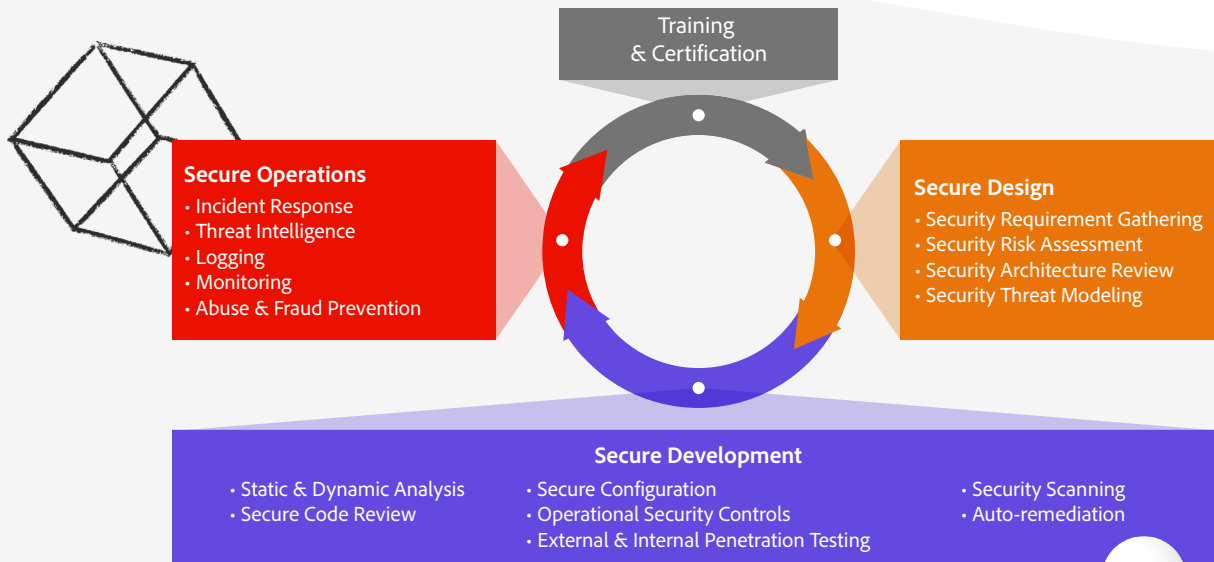 Training
& Certification
Secure Operations
• Incident Response
• Threat Intelligence
• Logging
• Monitoring
• Abuse & Fraud Prevention
Secure Design
• Security Requirement Gathering
• Security Risk Assessment
• Security Architecture Review
• Security Threat Modeling
Secure Development
• Static & Dynamic Analysis
• Secure Code Review
• Secure Configuration
• Operational Security Controls
• External & Internal Penetration Testing
• Security Scanning
• Auto-remediation